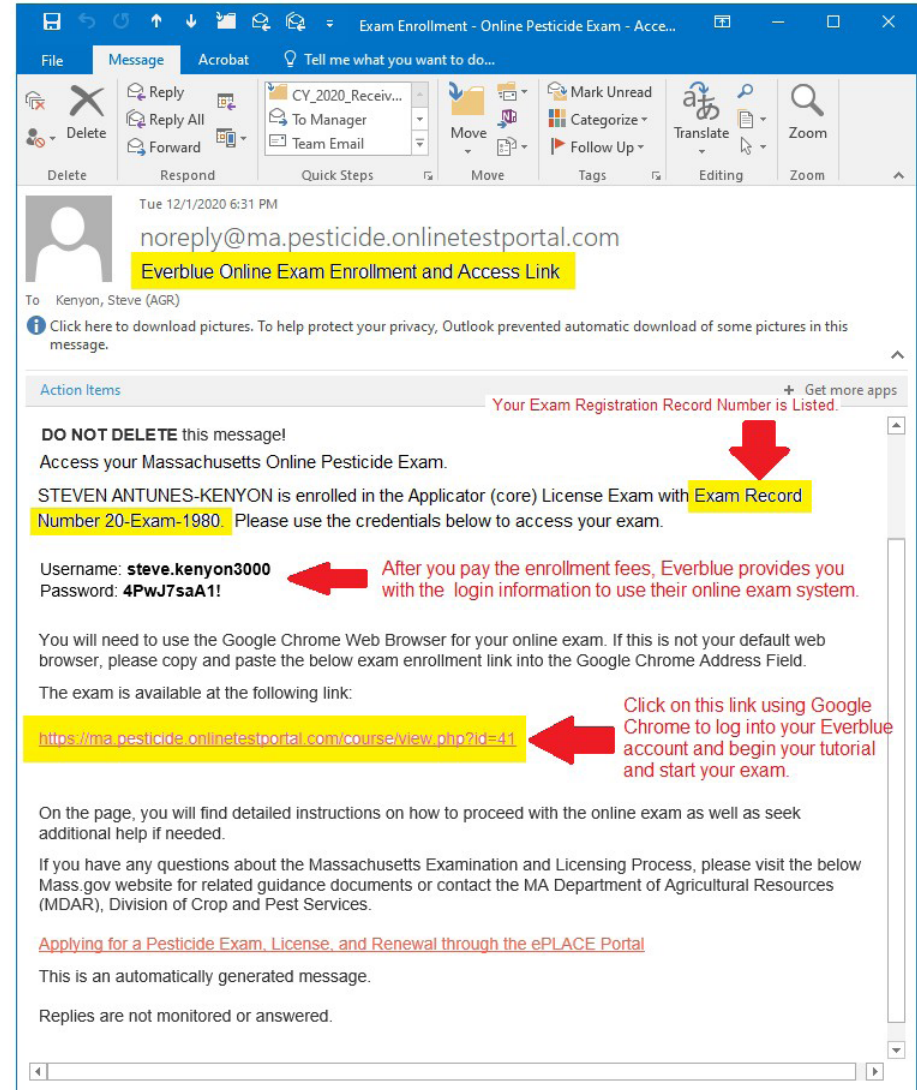 Exam Enrollment - Online Pesticide Exam - Acce...
File Message Acrobat Tell me what you want to do...
Delete
Reply
Reply All
Forward
CY_2020_Receiv...
To Manager
Team Email
Move
Mark Unread
Categorize
Follow Up
Translate
Zoom
Delete Respond Quick Steps Move Tags Editing Zoom
Tue 12/1/2020 6:31 PM
noreply@ma.pesticide.onlinetestportal.com
Everblue Online Exam Enrollment and Access Link
To Kenyon, Steve (AGR)
Click here to download pictures. To help protect your privacy, Outlook prevented automatic download of some pictures in this
message.
Action Items + Get more apps
Your Exam Registration Record Number is Listed.
DO NOT DELETE this message!
Access your Massachusetts Online Pesticide Exam.
STEVEN ANTUNES-KENYON is enrolled in the Applicator (core) License Exam with Exam Record
Number 20-Exam-1980. Please use the credentials below to access your exam.
Username: steve.kenyon3000
Password: 4PwJ7saA1!
After you pay the enrollment fees, Everblue provides you
with the login information to use their online exam system.
You will need to use the Google Chrome Web Browser for your online exam. If this is not your default web
browser, please copy and paste the below exam enrollment link into the Google Chrome Address Field.
The exam is available at the following link:
https://ma.pesticide.onlinetestportal.com/course/view.php?id=41
Click on this link using Google
Chrome to log into your Everblue
account and begin your tutorial
and start your exam.
On the page, you will find detailed instructions on how to proceed with the online exam as well as seek
additional help if needed.
If you have any questions about the Massachusetts Examination and Licensing Process, please visit the below
Mass.gov website for related guidance documents or contact the MA Department of Agricultural Resources
(MDAR), Division of Crop and Pest Services.
Applying for a Pesticide Exam, License, and Renewal through the ePLACE Portal
This is an automatically generated message.
Replies are not monitored or answered.